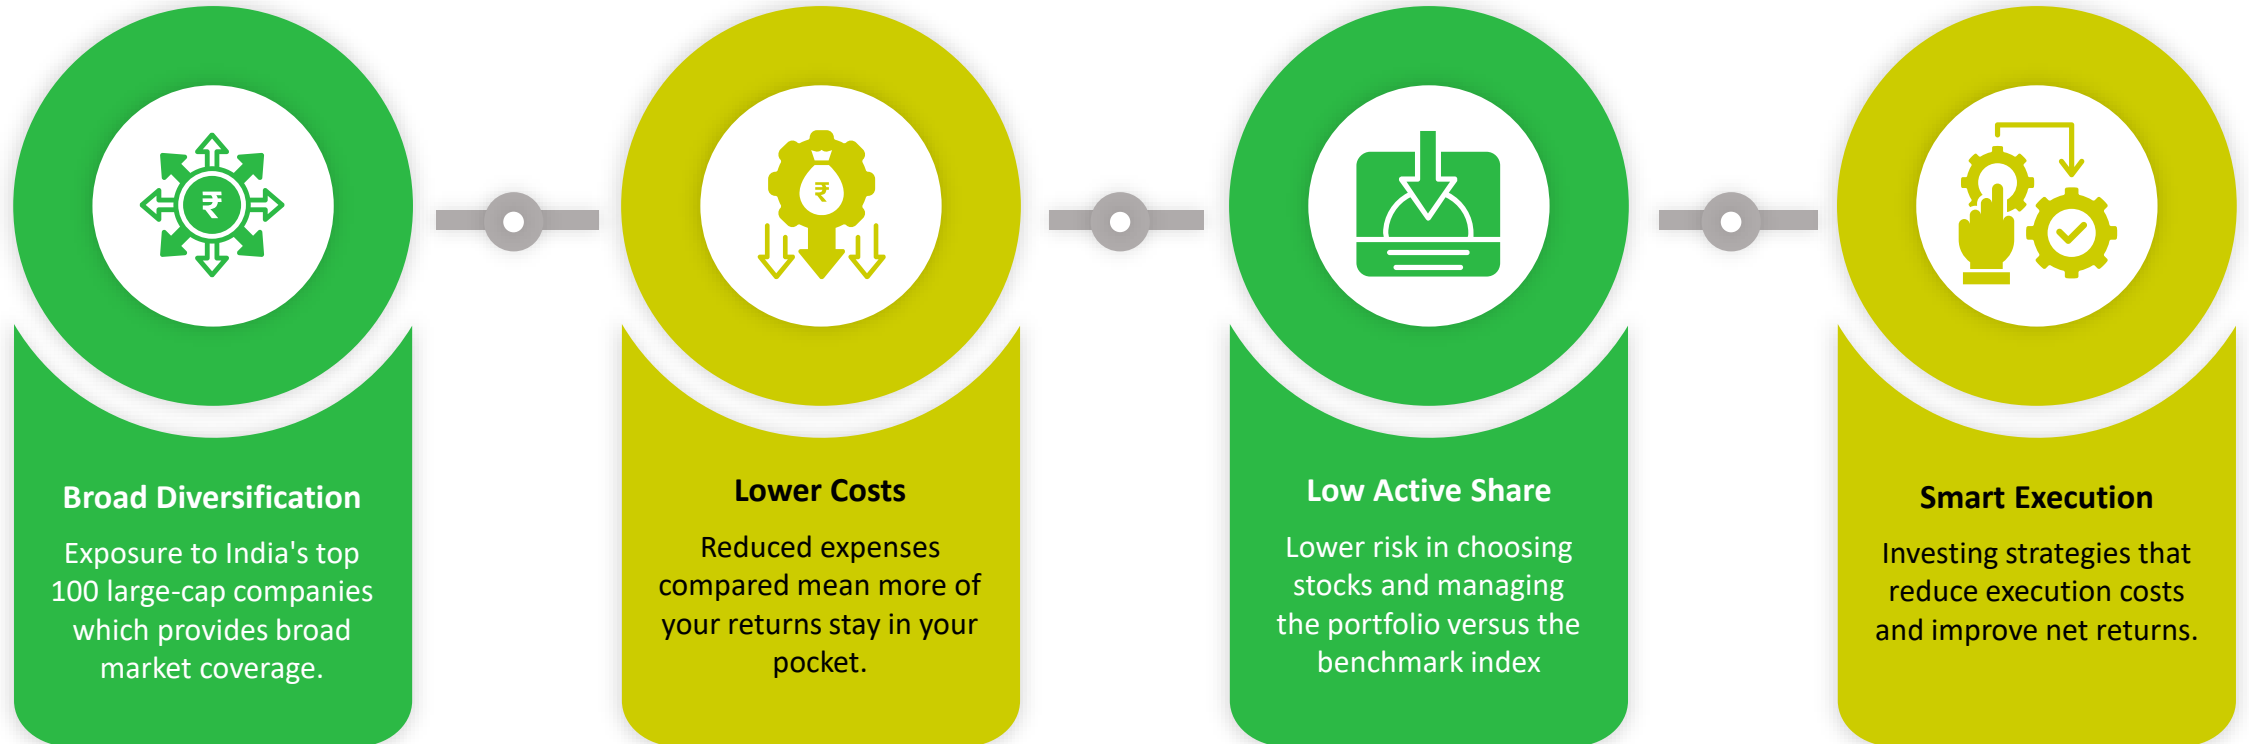 ₹
Broad Diversification
Exposure to India's top
100 large-cap companies
which provides broad
market coverage.
₹
Lower Costs
Reduced expenses
compared mean more of
your returns stay in your
pocket.
Low Active Share
Lower risk in choosing
stocks and managing
the portfolio versus the
benchmark index
Smart Execution
Investing strategies that
reduce execution costs
and improve net returns.